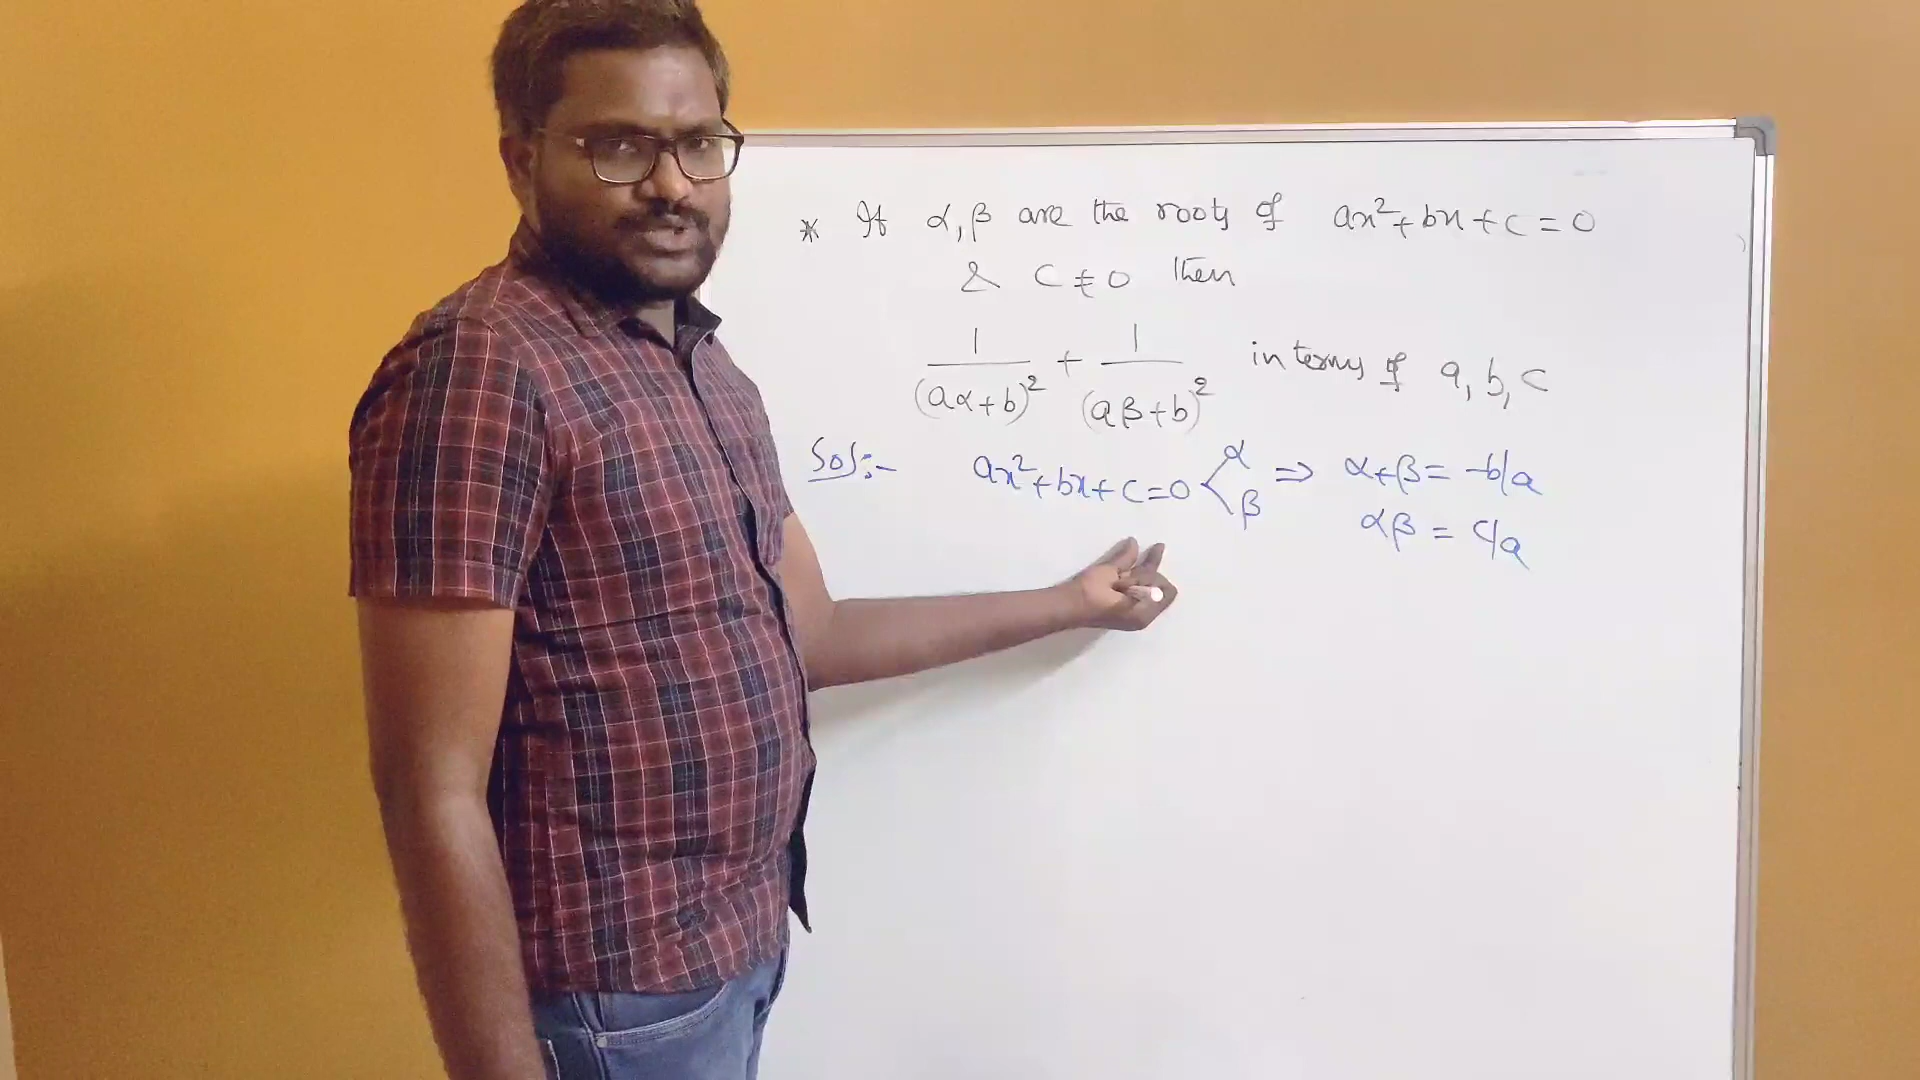 * If α, β are the roots of ax²+bx+c=0
& c≠0 then
1/(aα+b)² + 1/(aβ+b)² in terms of a, b, c
Sol:- ax²+bx+c=0 < α β ⇒ α+β = -b/a
αβ = c/a